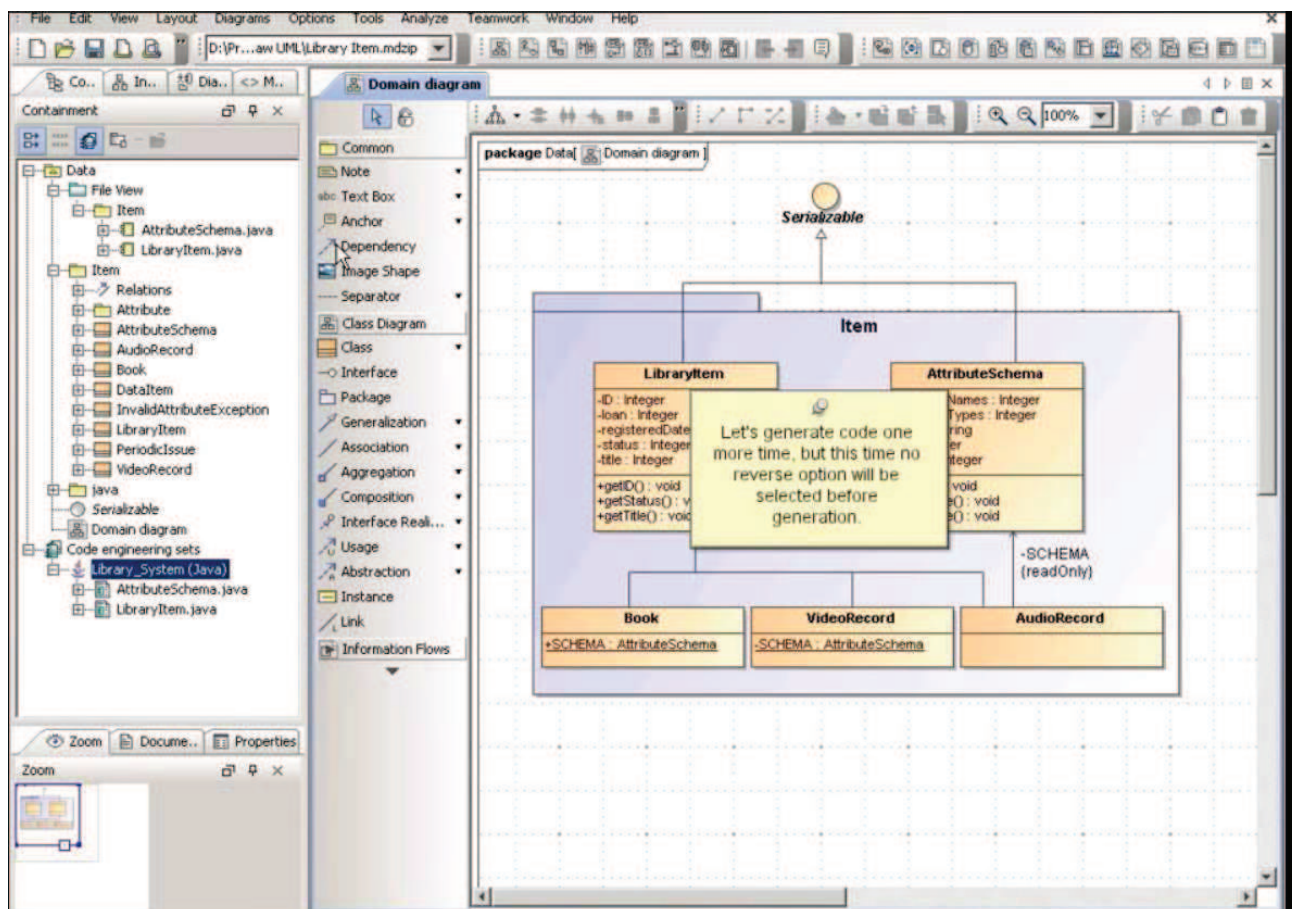 File Edit View Layout Diagrams Options Tools Analyze Teamwork Window Help
D:\Pr...aw UML\Library Item.mdzip
Co.. In.. Dia.. <> M..
Containment
Data
File View
Item
AttributeSchema.java
LibraryItem.java
Item
Relations
Attribute
AttributeSchema
AudioRecord
Book
DataItem
InvalidAttributeException
LibraryItem
PeriodicIssue
VideoRecord
java
Serializable
Domain diagram
Code engineering sets
Library_System (Java)
AttributeSchema.java
LibraryItem.java
Zoom Docume.. Properties
Zoom
Domain diagram
Common
Note
abc Text Box
Anchor
Dependency
Image Shape
Separator
Class Diagram
Class
Interface
Package
Generalization
Association
Aggregation
Composition
Interface Reali...
Usage
Abstraction
Instance
Link
Information Flows
100%
package Data[ Domain diagram ]
Serializable
Item
LibraryItem
-ID : Integer
-loan : Integer
-registeredDate
-status : Integer
-title : Integer
+getID() : void
+getStatus() : v
+getTitle() : void
AttributeSchema
Names : Integer
Types : Integer
ring
er
nteger
void
e() : void
e() : void
Let's generate code one
more time, but this time no
reverse option will be
selected before
generation.
-SCHEMA
(readOnly)
Book
+SCHEMA : AttributeSchema
VideoRecord
-SCHEMA : AttributeSchema
AudioRecord